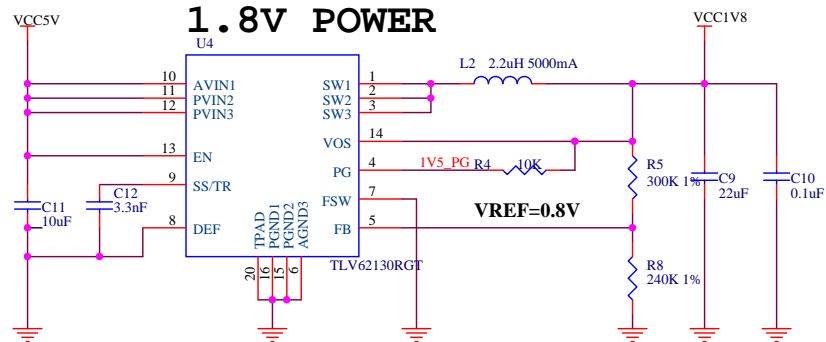 1.8V POWER
VCC5V
VCC1V8
U4
L2 2.2uH 5000mA
10 AVIN1 SW1 1
11 PVIN2 SW2 2
12 PVIN3 SW3 3
VOS 14
13 EN
PG 4 1V5_PG R4 10K
9 SS/TR
FSW 7
8 DEF
FB 5
C12
3.3nF
C11
10uF
R5
300K 1%
C9
22uF
C10
0.1uF
VREF=0.8V
TPAD PGND1 PGND2 AGND3
20 16 15 6
TLV62130RGT
R8
240K 1%